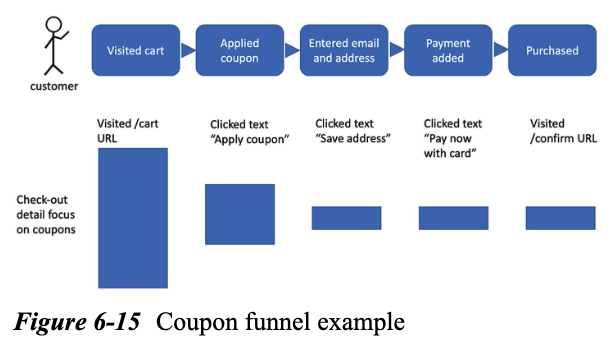 Visited cart
Applied
coupon
Entered email
and address
Payment
added
Purchased
customer
Visited /cart
URL
Clicked text
“Apply coupon”
Clicked text
“Save address”
Clicked text
“Pay now
with card”
Visited
/confirm URL
Check-out
detail focus
on coupons
Figure 6-15 Coupon funnel example